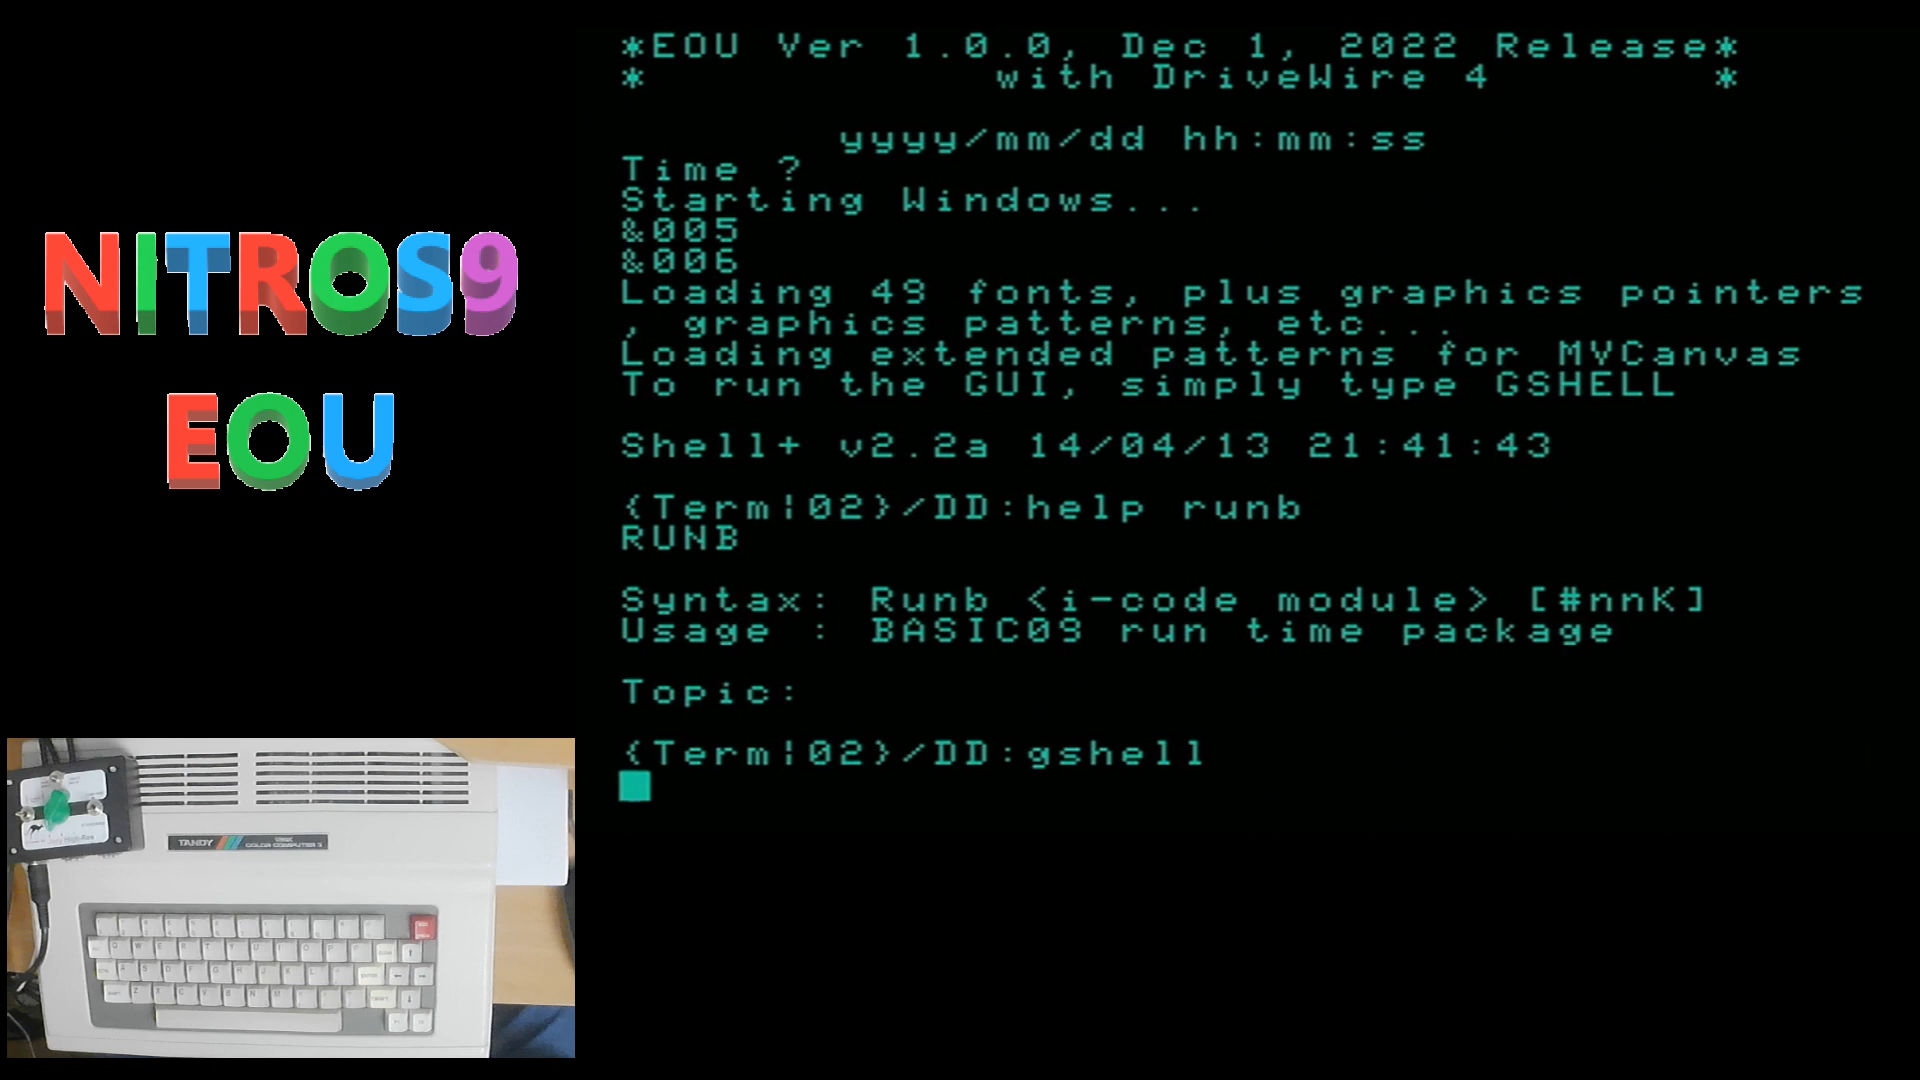 NITROS9
EOU
*EOU Ver 1.0.0, Dec 1, 2022 Release*
* with DriveWire 4 *
yyyy/mm/dd hh:mm:ss
Time ?
Starting Windows...
&005
&006
Loading 49 fonts, plus graphics pointers
, graphics patterns, etc...
Loading extended patterns for MVCanvas
To run the GUI, simply type GSHELL
Shell+ v2.2a 14/04/13 21:41:43
{Term|02}/DD:help runb
RUNB
Syntax: Runb <i-code module> [#nnK]
Usage : BASIC09 run time package
Topic:
{Term|02}/DD:gshell
TANDY
COLOR COMPUTER 3
Q W E R T Y U I O P
A S D F G H J K L
ENTER
Z X C V B N M